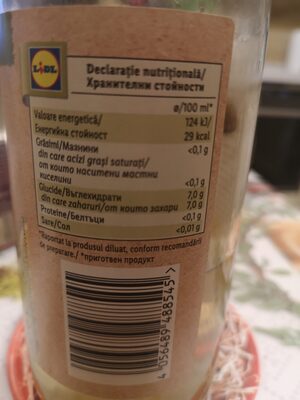 LIDL
Declarație nutrițională/
Хранителни стойности
ø/100 ml*
Valoare energetică/ 124 kJ/
Енергийна стойност 29 kcal
Grăsimi/Мазнини <0,1 g
din care acizi grași saturați/
от които наситени мастни
киселини <0,1 g
Glucide/Въглехидрати 7,0 g
din care zaharuri/от които захари 7,0 g
Proteine/Белтъци <0,1 g
Sare/Сол <0,01 g
*Raportat la produsul diluat, conform recomandării
de preparare./ *приготвен продукт
4 056489 488545 >